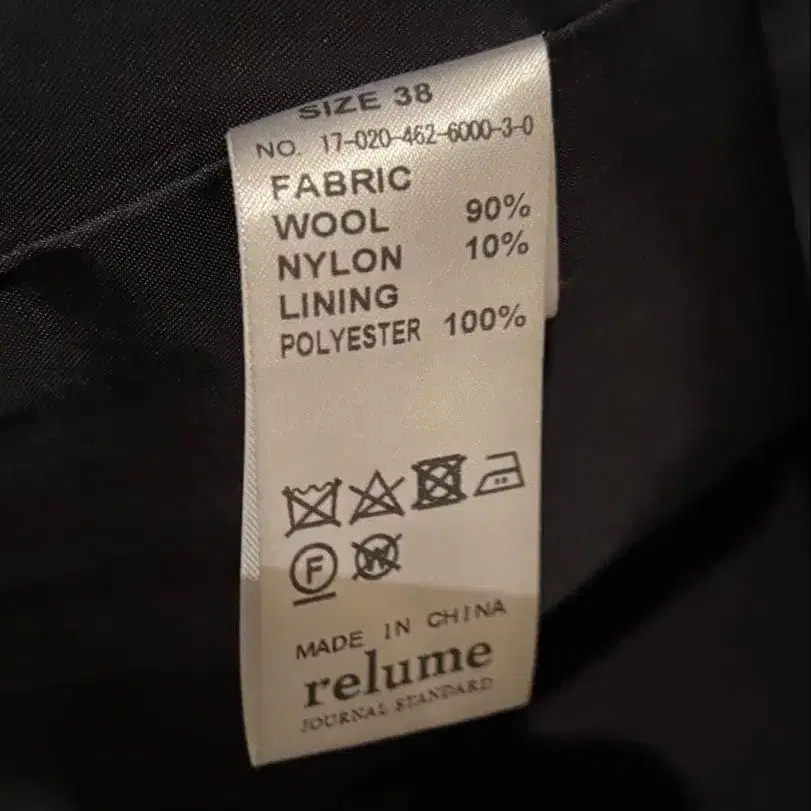 SIZE 38
NO. 17-020-462-6000-3-0
FABRIC
WOOL 90%
NYLON 10%
LINING
POLYESTER 100%
F W
MADE IN CHINA
relume
JOURNAL STANDARD